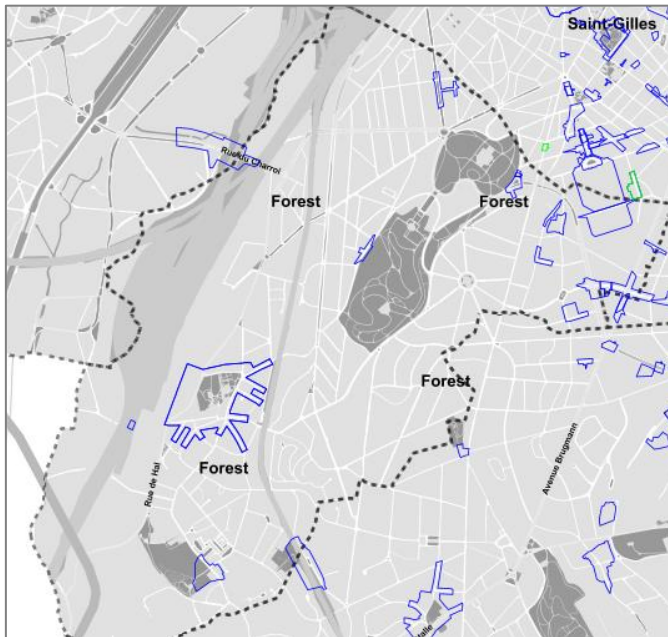 Saint-Gilles
Rue du Charroi
Forest
Forest
Forest
Avenue Brugmann
Forest
Rue de Hal